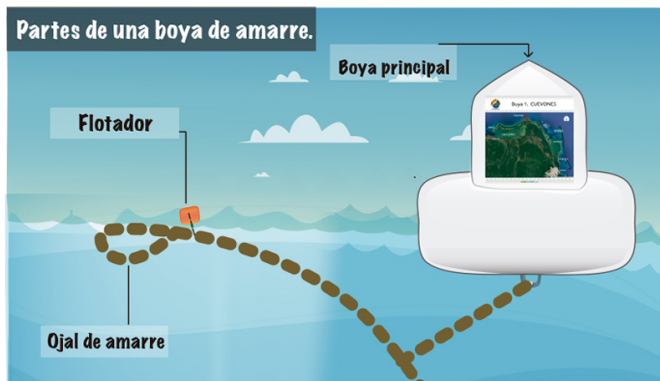 Partes de una boya de amarre.
Boya principal
Boya 1. CUEVONES
Flotador
Ojal de amarre